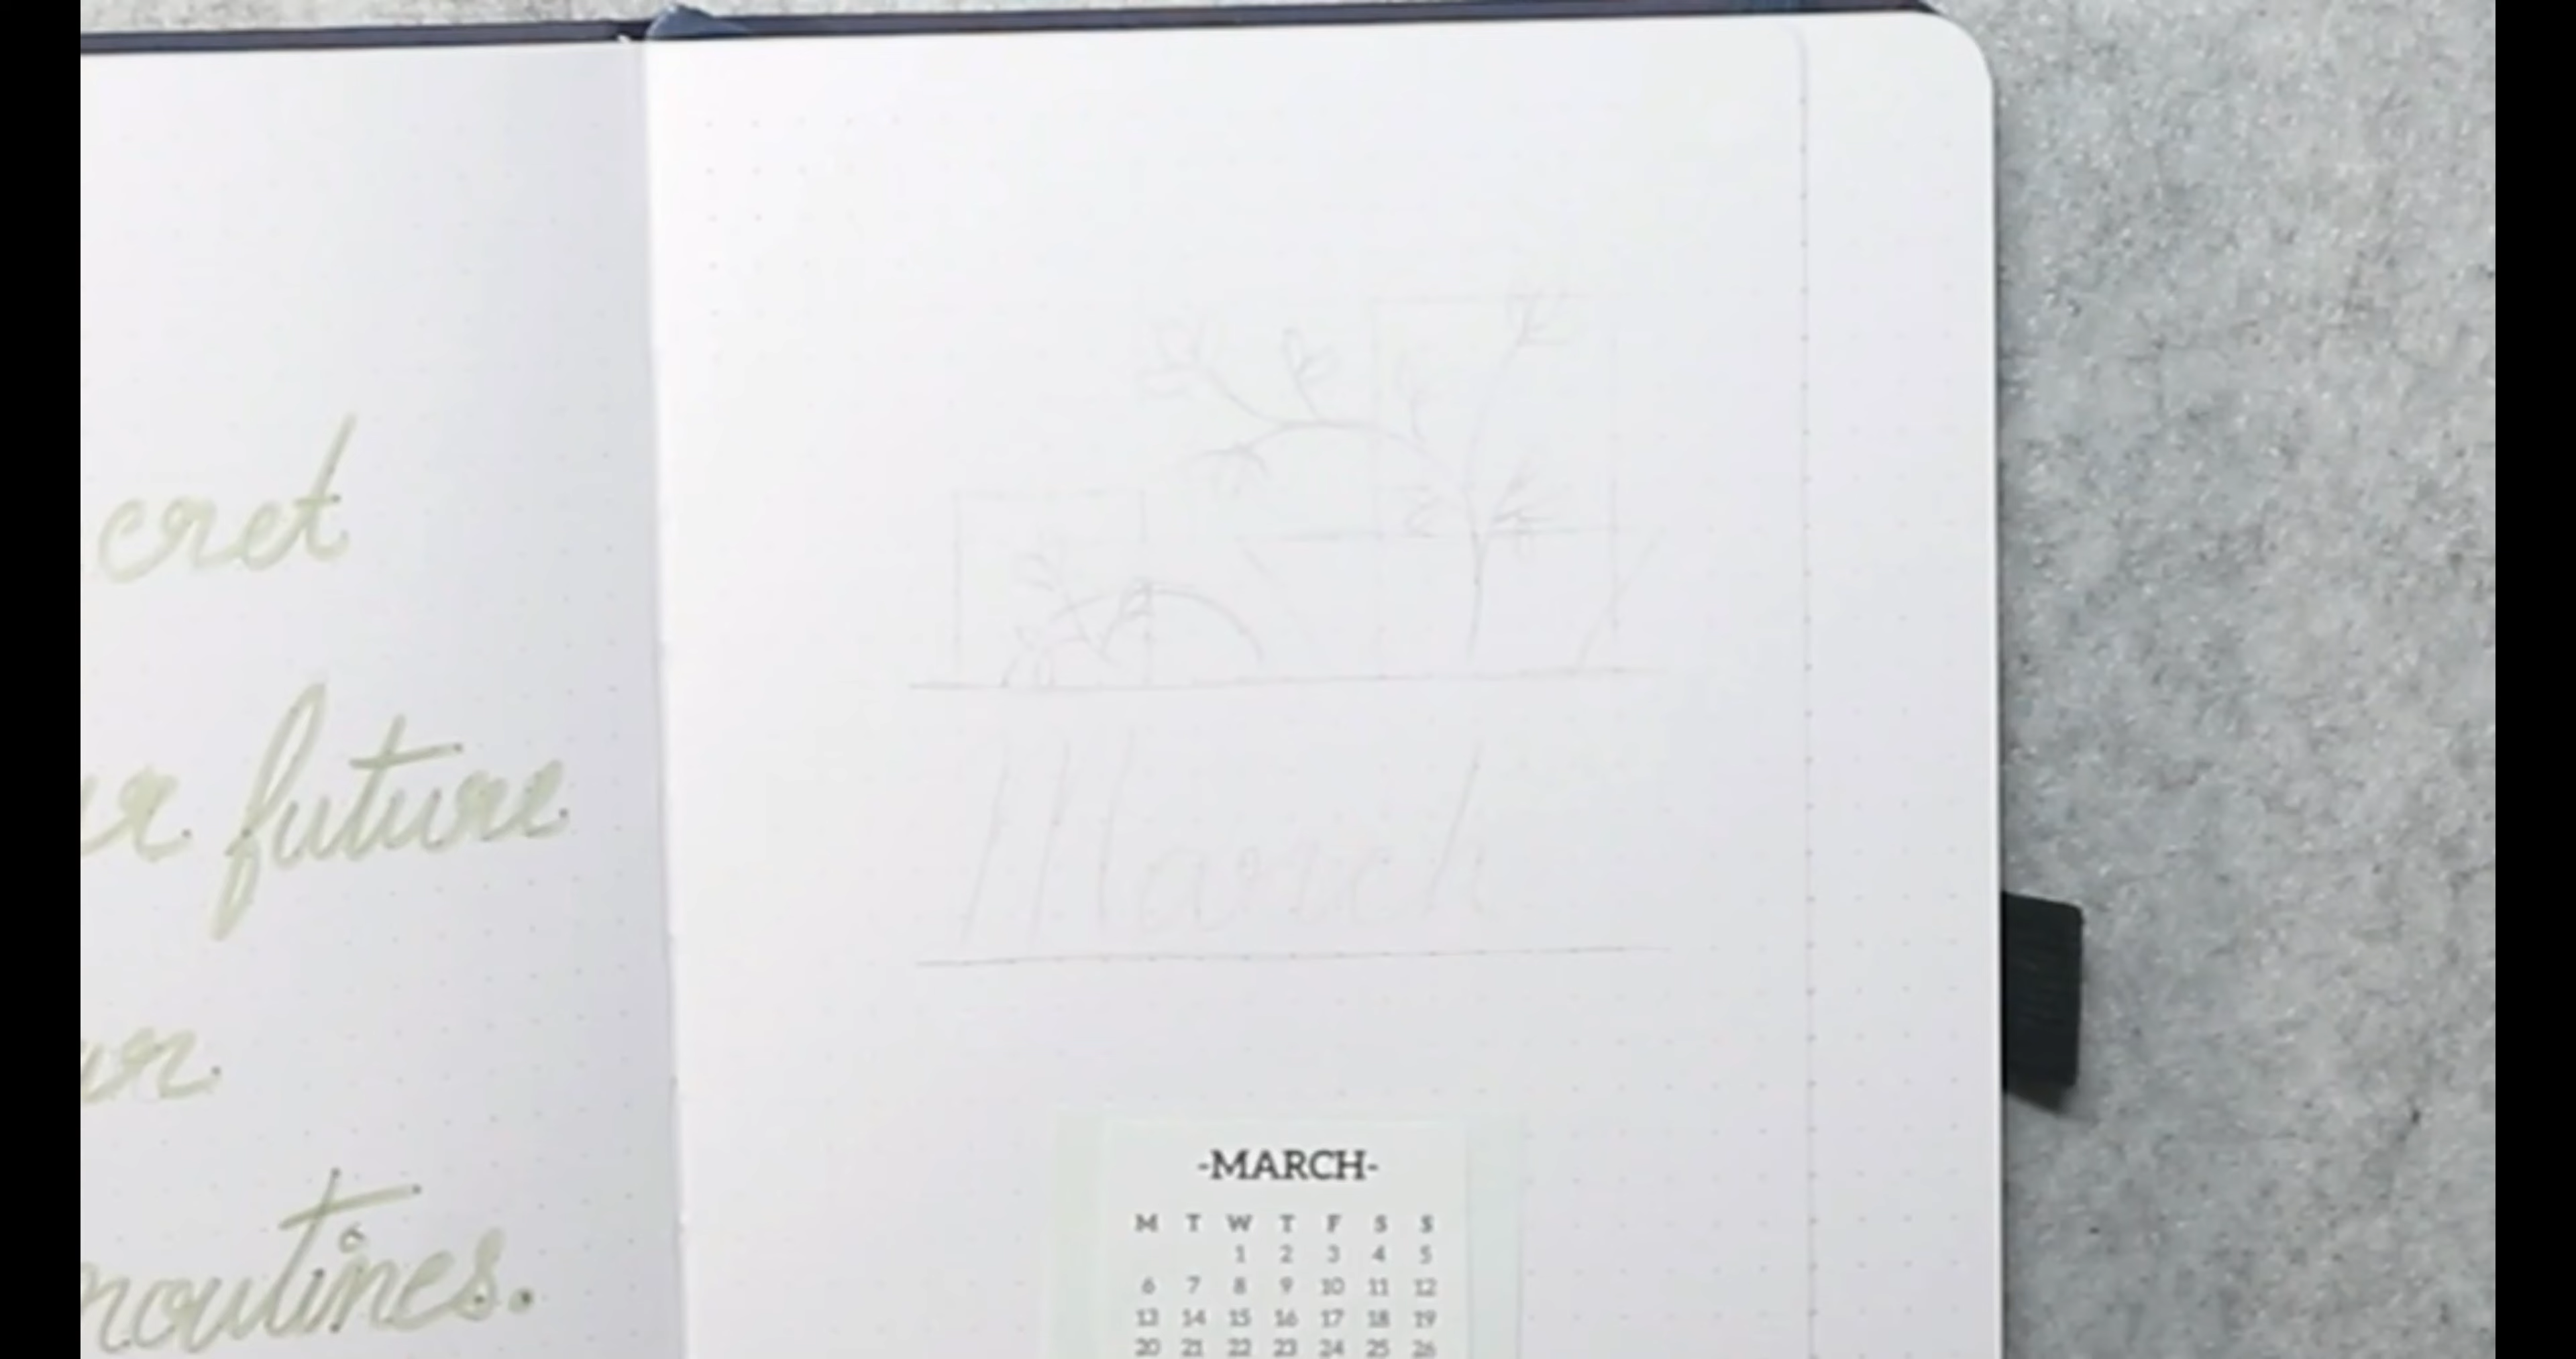 cret
future
routines.
March
-MARCH-
M T W T F S S
1 2 3 4 5
6 7 8 9 10 11 12
13 14 15 16 17 18 19
20 21 22 23 24 25 26